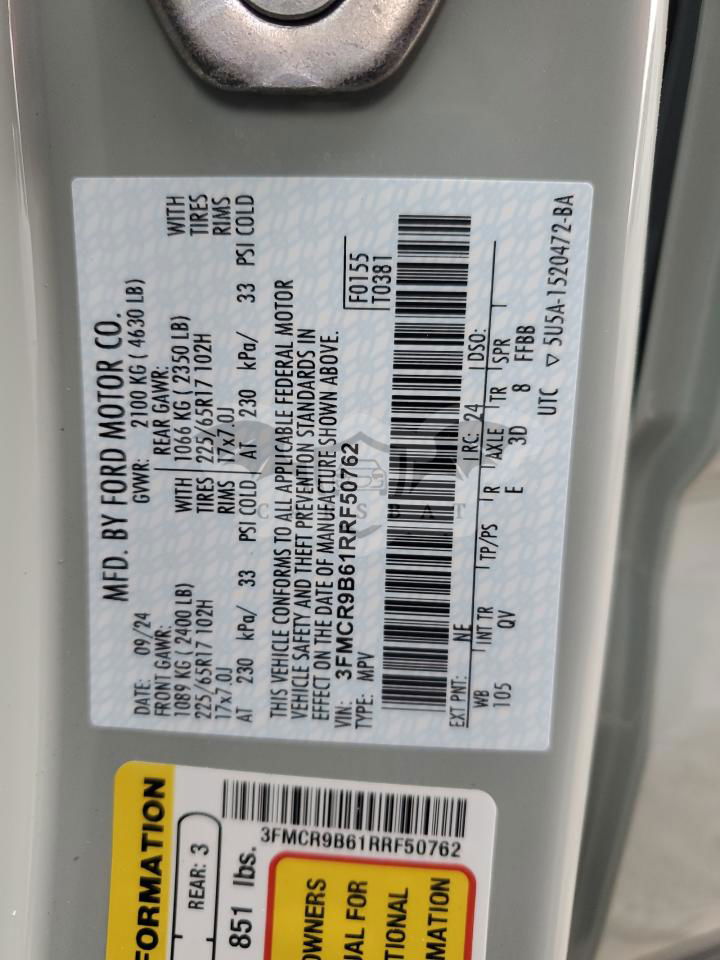 MFD. BY FORD MOTOR CO.
DATE: 09/24 GVWR: 2100 KG ( 4630 LB)
FRONT GAWR: REAR GAWR:
1089 KG ( 2400 LB) WITH 1066 KG ( 2350 LB) WITH
225/65R17 102H TIRES 225/65R17 102H TIRES
17x7.0J RIMS 17x7.0J RIMS
AT 230 kPa/ 33 PSI COLD AT 230 kPa/ 33 PSI COLD
THIS VEHICLE CONFORMS TO ALL APPLICABLE FEDERAL MOTOR
VEHICLE SAFETY AND THEFT PREVENTION STANDARDS IN
EFFECT ON THE DATE OF MANUFACTURE SHOWN ABOVE.
VIN: 3FMCR9B61RRF50762 F0155
TYPE: MPV T0381
EXT PNT: NE RC: 24 DSO:
WB INT TR TP/PS R AXLE TR SPR
105 QV E 3D 8 FFBB
UTC ▽ 5U5A-1520472-BA
FORMATION
REAR: 3
851 lbs.
3FMCR9B61RRF50762
OWNERS
UAL FOR
TIONAL
MATION